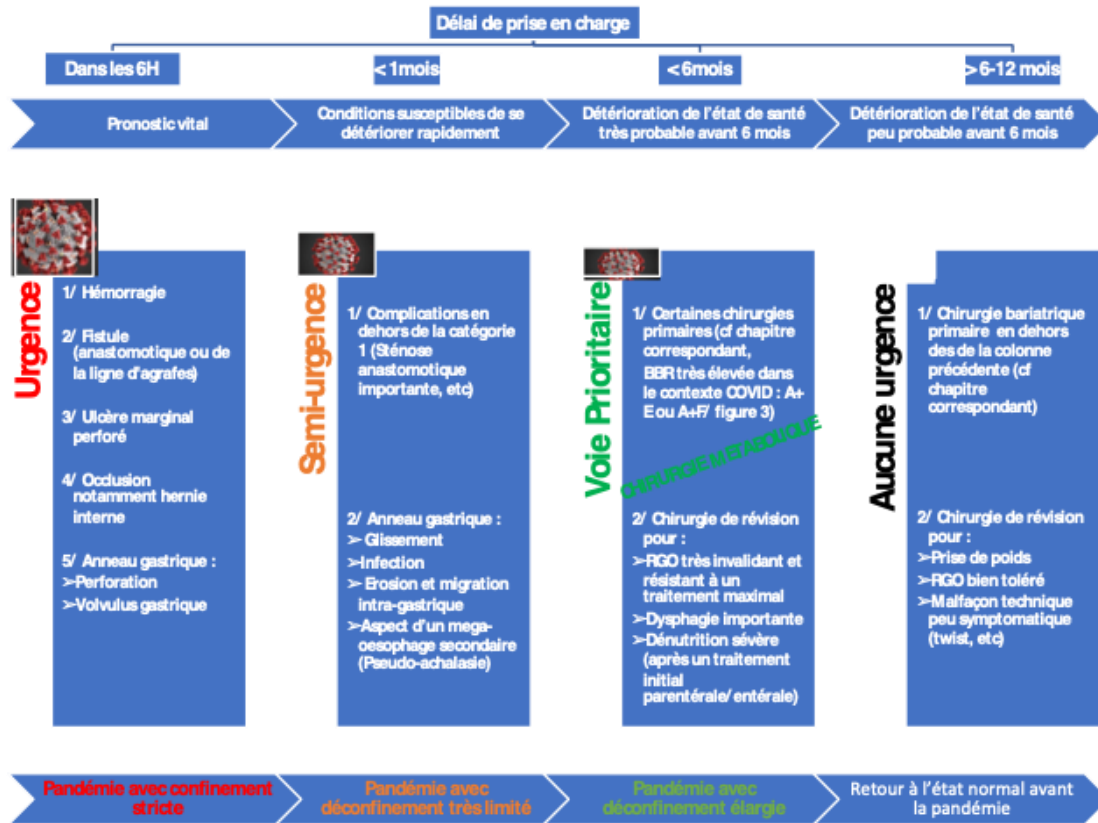 Délai de prise en charge
Dans les 6H
< 1mois
< 6mois
> 6-12 mois
Pronostic vital
Conditions susceptibles de se
détériorer rapidement
Détérioration de l'état de santé
très probable avant 6 mois
Détérioration de l'état de santé
peu probable avant 6 mois
Urgence
1/ Hémorragie
2/ Fistule
(anastomotique ou de
la ligne d'agrafes)
3/ Ulcère marginal
perforé
4/ Occlusion
notamment hernie
interne
5/ Anneau gastrique :
➢Perforation
➢Volvulus gastrique
Semi-urgence
1/ Complications en
dehors de la catégorie
1 (Sténose
anastomotique
importante, etc)
2/ Anneau gastrique :
➢ Glissement
➢Infection
➢ Erosion et migration
intra-gastrique
➢Aspect d'un mega-
oesophage secondaire
(Pseudo-achalasie)
Voie Prioritaire
1/ Certaines chirurgies
primaires (cf chapitre
correspondant,
BBR très élevée dans
le contexte COVID : A+
E ou A+F/ figure 3)
CHIRURGIE METABOLIQUE
2/ Chirurgie de révision
pour :
➢RGO très invalidant et
résistant à un
traitement maximal
➢Dysphagie importante
➢Dénutrition sévère
(après un traitement
initial
parentérale/ entérale)
Aucune urgence
1/ Chirurgie bariatrique
primaire en dehors
des de la colonne
précédente (cf
chapitre
correspondant)
2/ Chirurgie de révision
pour :
➢Prise de poids
➢RGO bien toléré
➢Malfaçon technique
peu symptomatique
(twist, etc)
Pandémie avec confinement
stricte
Pandémie avec
déconfinement très limité
Pandémie avec
déconfinement élargie
Retour à l'état normal avant
la pandémie